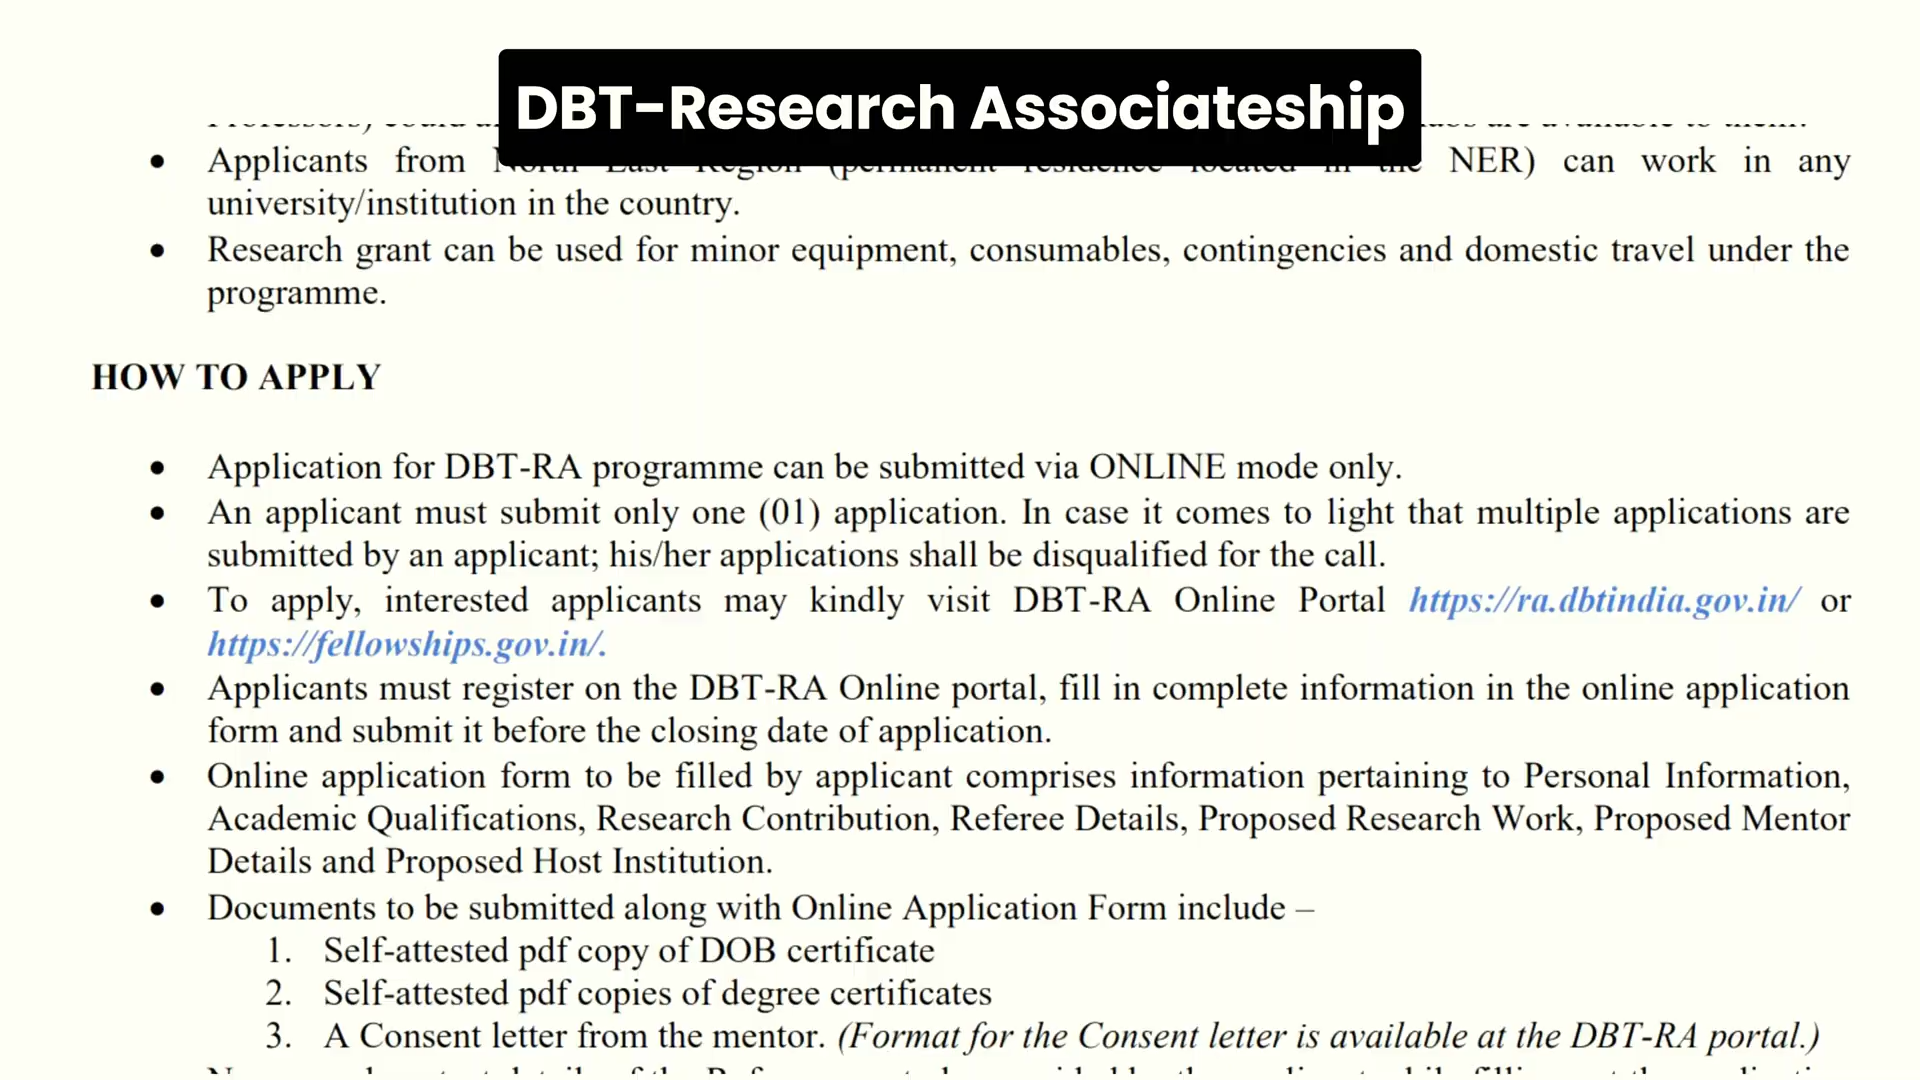 DBT-Research Associateship
Applicants from North East Region (permanent residence located in the NER) can work in any
university/institution in the country.
Research grant can be used for minor equipment, consumables, contingencies and domestic travel under the
programme.
HOW TO APPLY
Application for DBT-RA programme can be submitted via ONLINE mode only.
An applicant must submit only one (01) application. In case it comes to light that multiple applications are
submitted by an applicant; his/her applications shall be disqualified for the call.
To apply, interested applicants may kindly visit DBT-RA Online Portal https://ra.dbtindia.gov.in/ or
https://fellowships.gov.in/.
Applicants must register on the DBT-RA Online portal, fill in complete information in the online application
form and submit it before the closing date of application.
Online application form to be filled by applicant comprises information pertaining to Personal Information,
Academic Qualifications, Research Contribution, Referee Details, Proposed Research Work, Proposed Mentor
Details and Proposed Host Institution.
Documents to be submitted along with Online Application Form include –
1. Self-attested pdf copy of DOB certificate
2. Self-attested pdf copies of degree certificates
3. A Consent letter from the mentor. (Format for the Consent letter is available at the DBT-RA portal.)